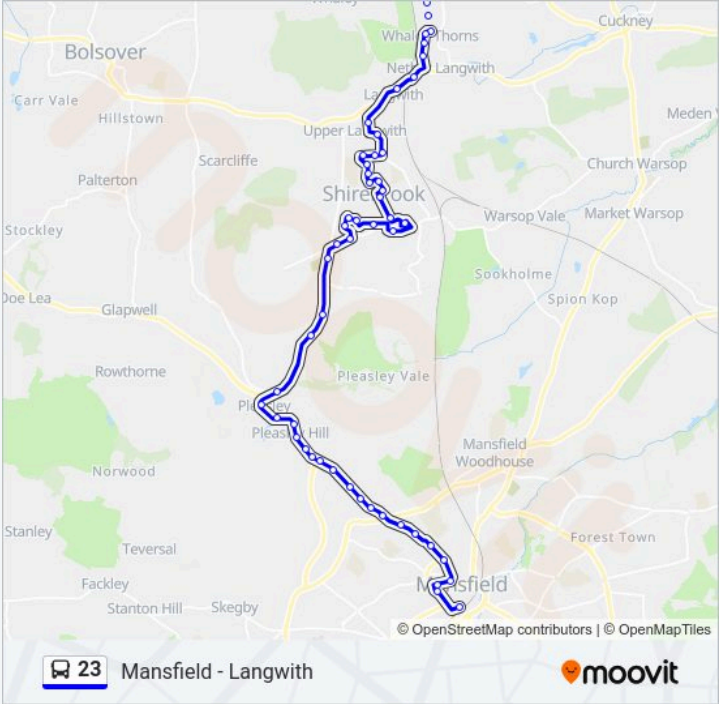 Whaley
Cuckney
Bolsover
Whaley Thorns
Nether Langwith
Carr Vale
Langwith
Hillstown
Meden
Upper Langwith
Scarcliffe
Church Warsop
Palterton
Shirebrook
Warsop Vale
Market Warsop
Stockley
Sookholme
Doe Lea
Spion Kop
Glapwell
Rowthorne
Pleasley Vale
Pleasley
Pleasley Hill
Mansfield
Woodhouse
Norwood
Stanley
Forest Town
Teversal
Fackley
Mansfield
Stanton Hill
Skegby
© OpenStreetMap contributors | © OpenMapTiles
23
Mansfield - Langwith
moovit